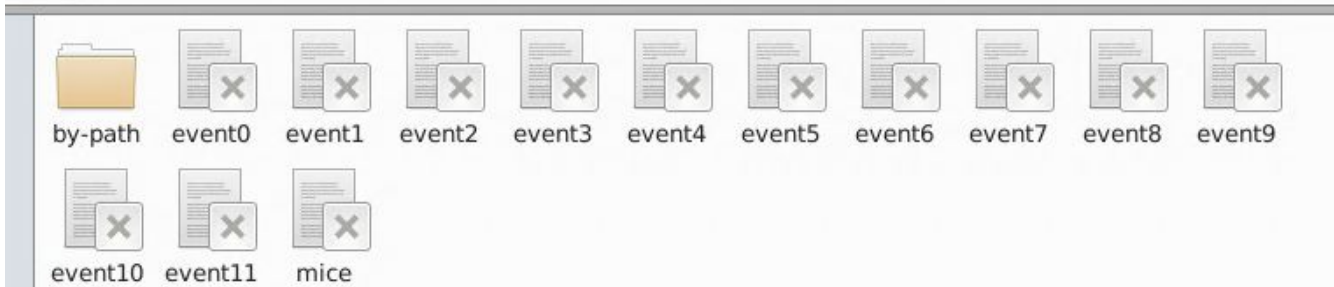 by-path event0 event1 event2 event3 event4 event5 event6 event7 event8 event9
event10 event11 mice